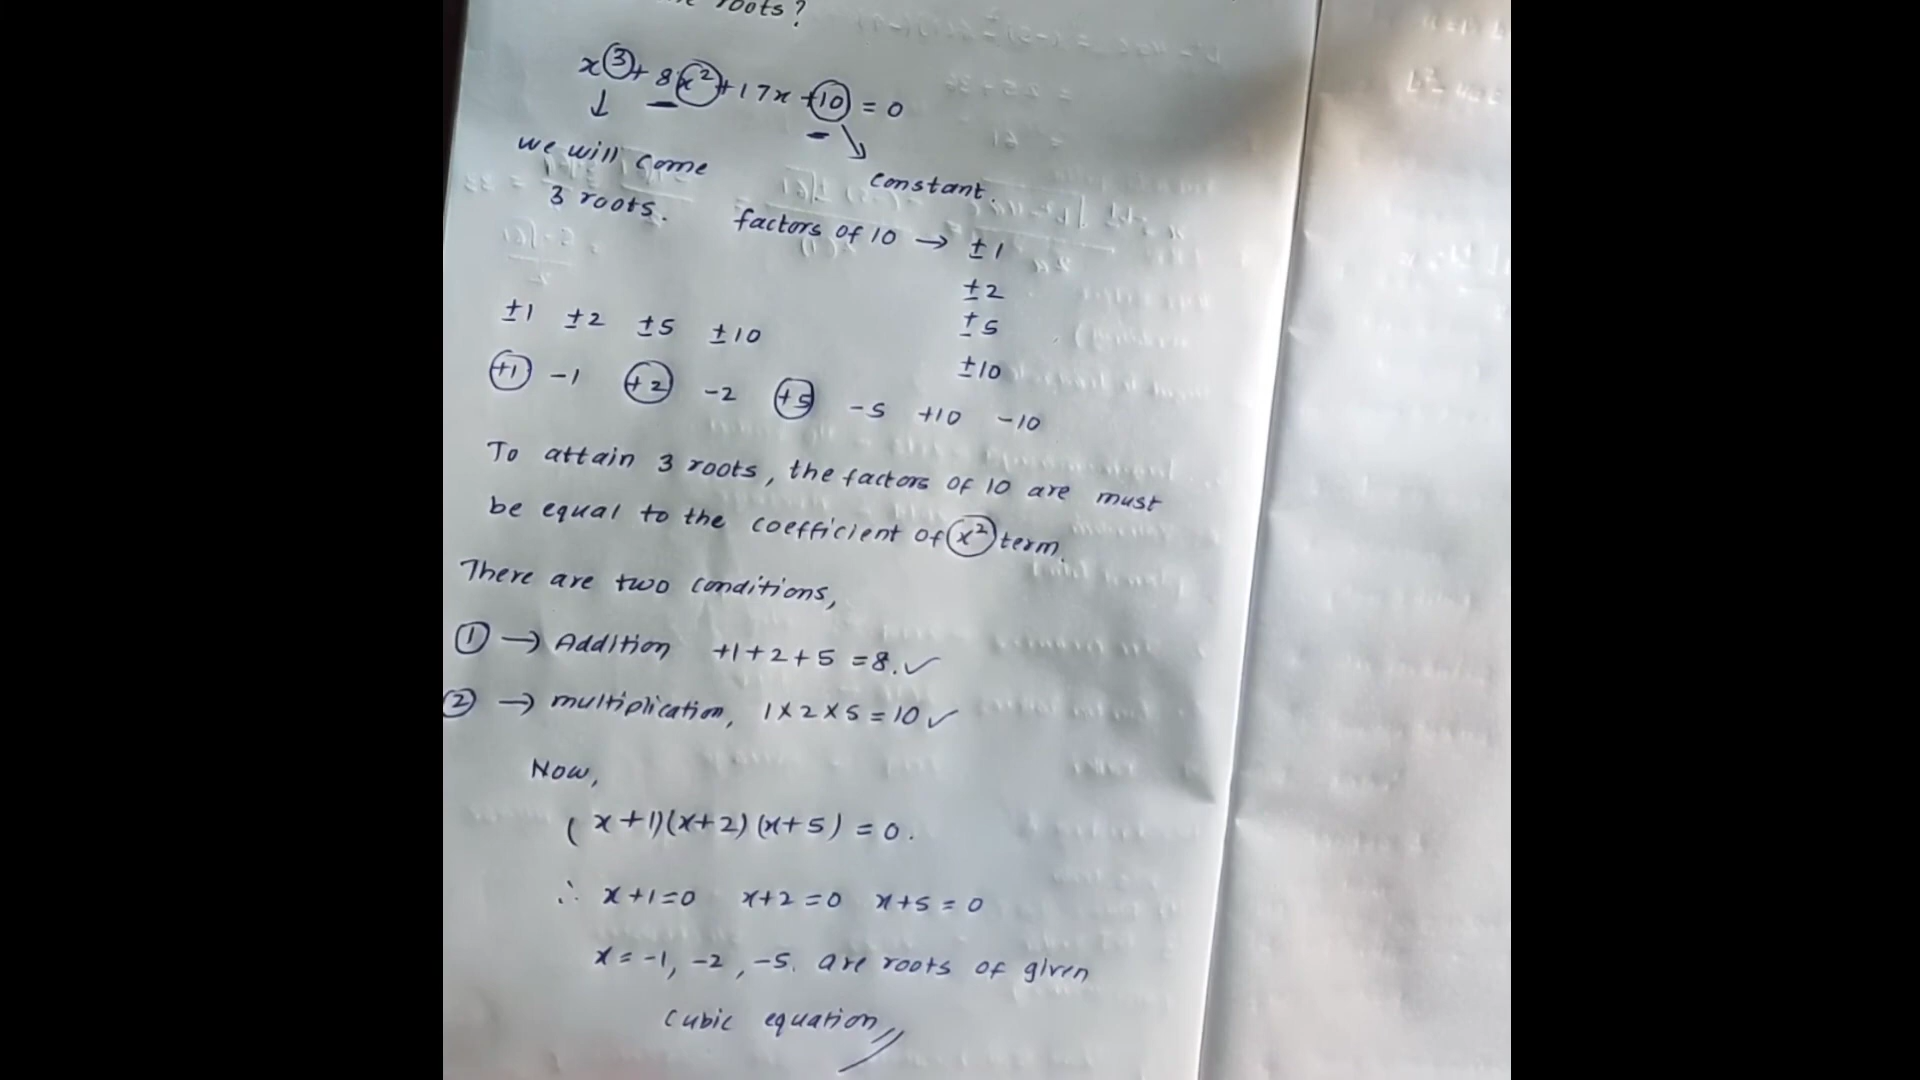 roots?
x³ + 8x² + 17x + 10 = 0
↓
we will come
3 roots.
constant.
factors of 10 → ±1
±2
±5
±10
±1 ±2 ±5 ±10
+1 -1 +2 -2 +5 -5 +10 -10
To attain 3 roots, the factors of 10 are must
be equal to the coefficient of x² term.
There are two conditions,
① → Addition +1+2+5 = 8. ✓
② → multiplication, 1×2×5 = 10 ✓
Now,
(x+1)(x+2)(x+5) = 0.
∴ x+1=0 x+2=0 x+5=0
x = -1, -2, -5. are roots of given
cubic equation